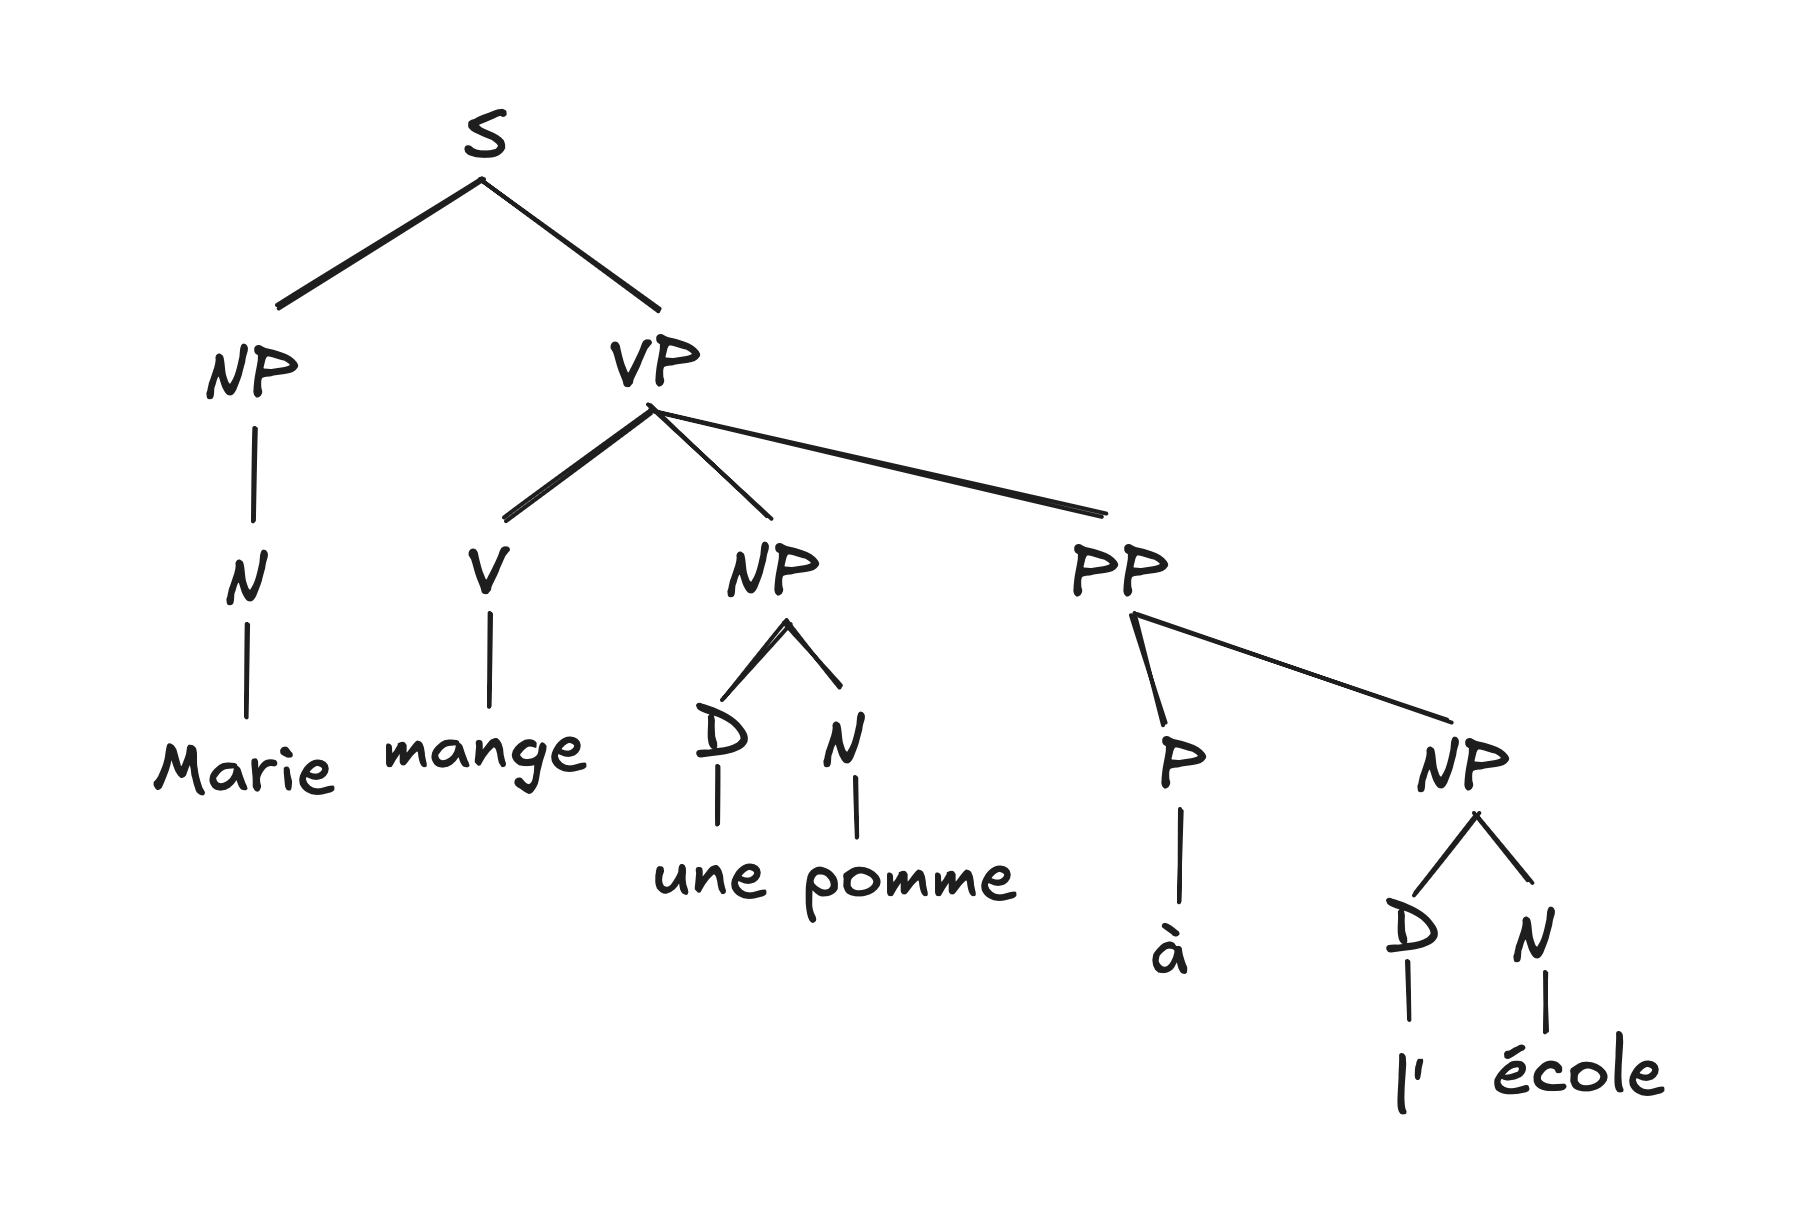 S
NP VP
N V NP PP
Marie mange D N P NP
une pomme à D N
l' école